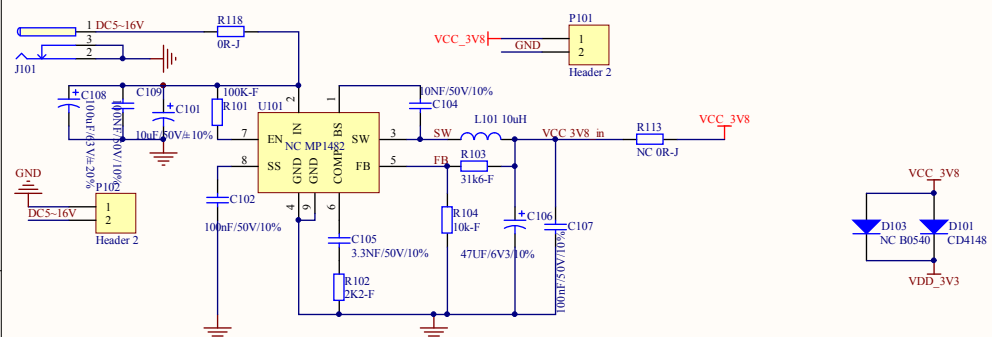 1 DC5~16V
3
2
J101
R118
0R-J
VCC_3V8
GND
P101
1
2
Header 2
C108
100uF/63V/±20%
C109
100NF/50V/10%
C101
10uF/50V/±10%
100K-F
R101
U101
2
IN
1
BS
7
EN
NC MP1482
SW
3
8
SS
FB
5
GND
GND
COMP
4
9
6
10NF/50V/10%
C104
SW
L101 10uH
VCC 3V8 in
R113
NC 0R-J
VCC_3V8
FB
R103
31k6-F
GND
DC5~16V
P102
1
2
Header 2
C102
100nF/50V/10%
C105
3.3NF/50V/10%
R102
2K2-F
R104
10k-F
C106
47UF/6V3/10%
C107
100nF/50V/10%
VCC_3V8
D103
NC B0540
D101
CD4148
VDD_3V3